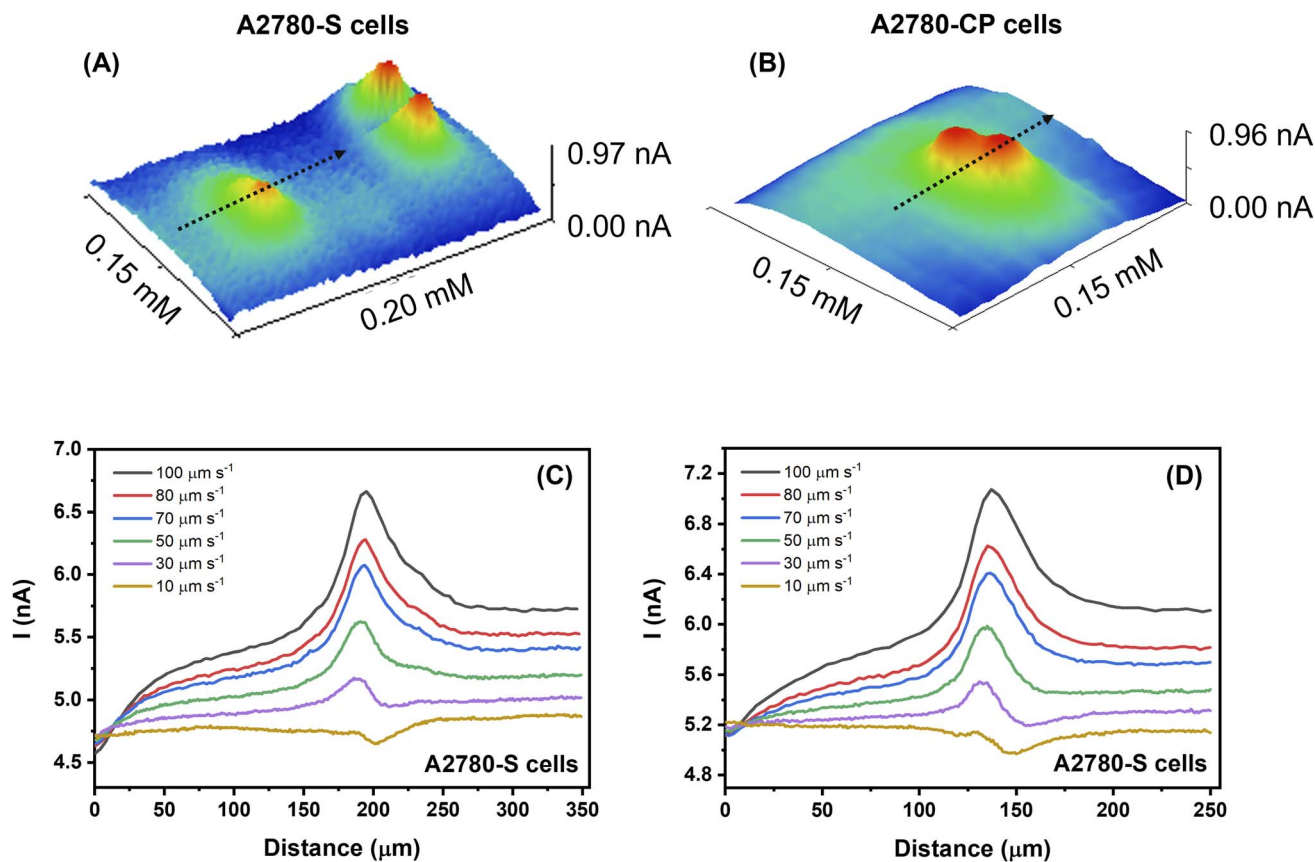 A2780-S cells
A2780-CP cells
(A)
(B)
0.97 nA
0.00 nA
0.15 mM
0.20 mM
0.96 nA
0.00 nA
0.15 mM
0.15 mM
(C)
7.0
6.5
6.0
5.5
5.0
4.5
I (nA)
100 μm s⁻¹
80 μm s⁻¹
70 μm s⁻¹
50 μm s⁻¹
30 μm s⁻¹
10 μm s⁻¹
A2780-S cells
0 50 100 150 200 250 300 350
Distance (μm)
(D)
7.2
6.8
6.4
6.0
5.6
5.2
4.8
I (nA)
100 μm s⁻¹
80 μm s⁻¹
70 μm s⁻¹
50 μm s⁻¹
30 μm s⁻¹
10 μm s⁻¹
A2780-S cells
0 50 100 150 200 250
Distance (μm)